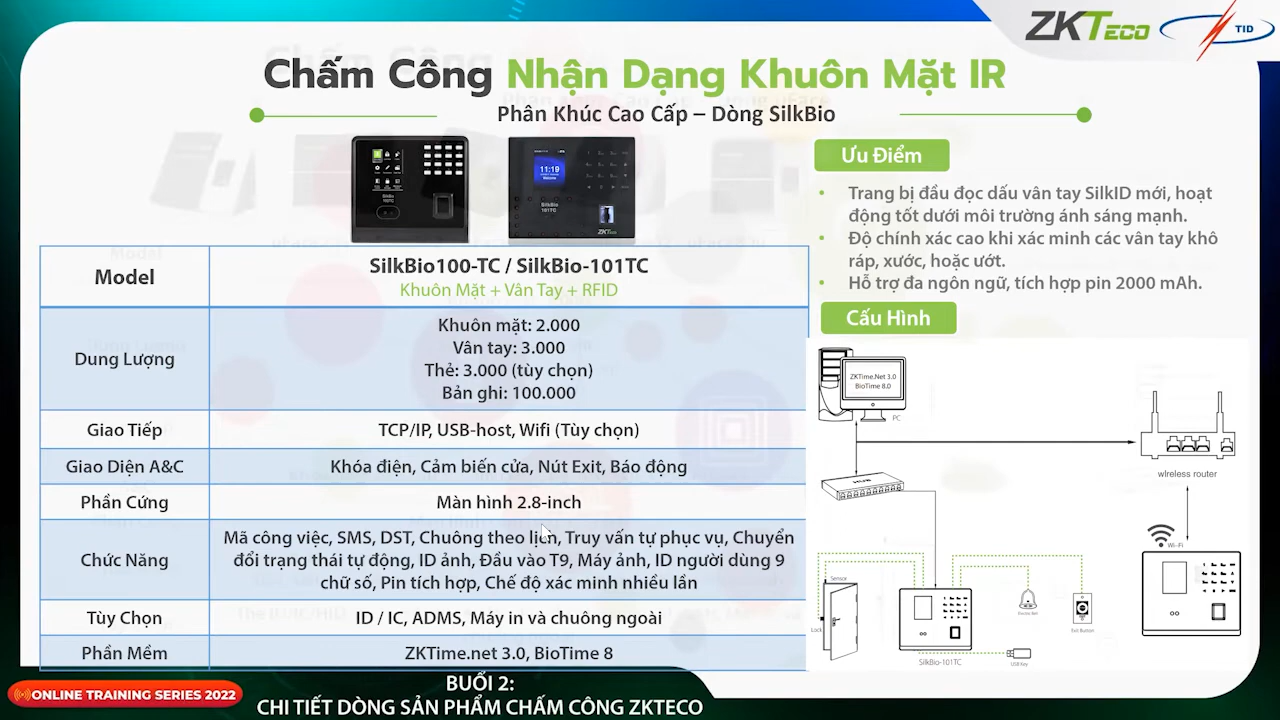 ZKTECO
TID
Chấm Công Nhận Dạng Khuôn Mặt IR
Phân Khúc Cao Cấp – Dòng SilkBio
11:19
SilkBio
101TC
ZKTeco
Ưu Điểm
• Trang bị đầu đọc dấu vân tay SilkID mới, hoạt
động tốt dưới môi trường ánh sáng mạnh.
• Độ chính xác cao khi xác minh các vân tay khô
ráp, xước, hoặc ướt.
• Hỗ trợ đa ngôn ngữ, tích hợp pin 2000 mAh.
Model
SilkBio100-TC / SilkBio-101TC
Khuôn Mặt + Vân Tay + RFID
Dung Lượng
Khuôn mặt: 2.000
Vân tay: 3.000
Thẻ: 3.000 (tùy chọn)
Bản ghi: 100.000
Giao Tiếp
TCP/IP, USB-host, Wifi (Tùy chọn)
Giao Diện A&C
Khóa điện, Cảm biến cửa, Nút Exit, Báo động
Phần Cứng
Màn hình 2.8-inch
Chức Năng
Mã công việc, SMS, DST, Chuông theo lịch, Truy vấn tự phục vụ, Chuyển
đổi trạng thái tự động, ID ảnh, Đầu vào T9, Máy ảnh, ID người dùng 9
chữ số, Pin tích hợp, Chế độ xác minh nhiều lần
Tùy Chọn
ID / IC, ADMS, Máy in và chuông ngoài
Phần Mềm
ZKTime.net 3.0, BioTime 8
Cấu Hình
ZKTime.Net 3.0
BioTime 8.0
PC
HUB
wireless router
Wi-Fi
Sensor
Lock
Electric Bell
Exit Button
SilkBio-101TC
USB Key
ONLINE TRAINING SERIES 2022
BUỔI 2:
CHI TIẾT DÒNG SẢN PHẨM CHẤM CÔNG ZKTECO